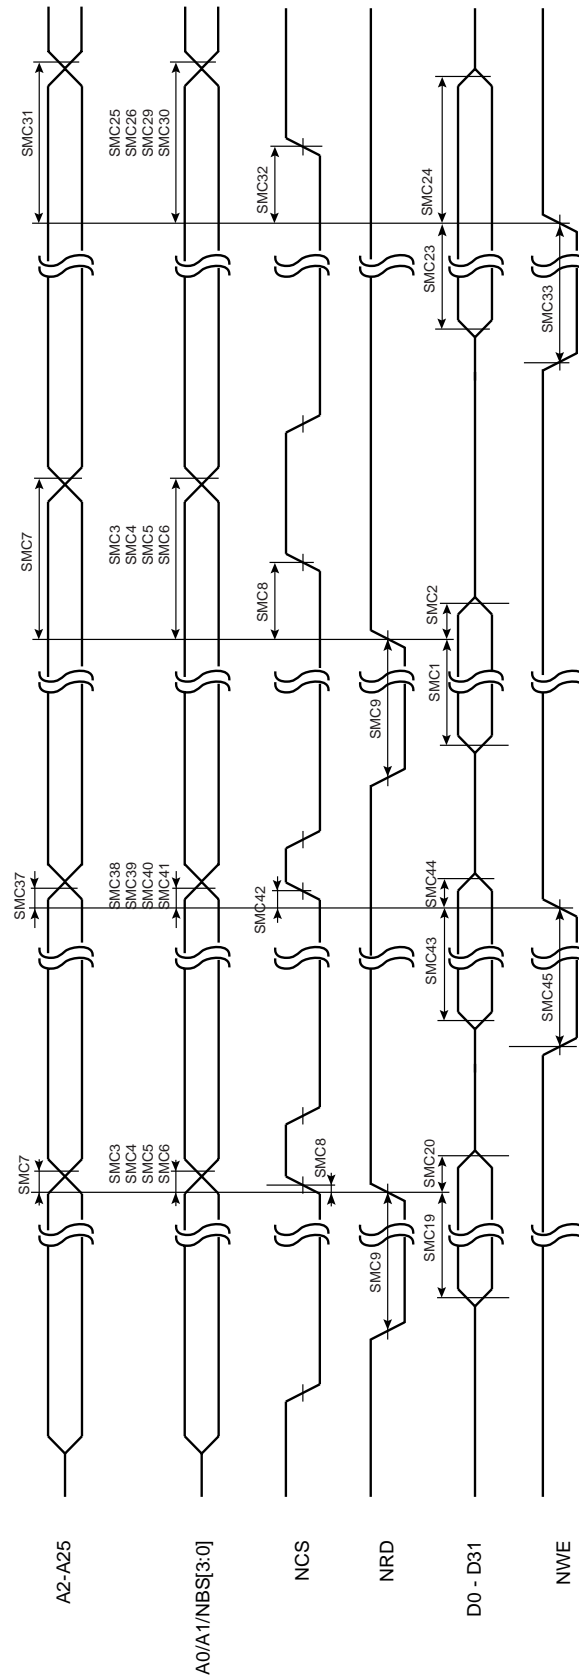 SMC7
SMC37
SMC7
SMC31
A2-A25
SMC3
SMC4
SMC5
SMC6
SMC38
SMC39
SMC40
SMC41
SMC3
SMC4
SMC5
SMC6
SMC25
SMC26
SMC29
SMC30
A0/A1/NBS[3:0]
SMC42
SMC8
SMC32
NCS
SMC8
SMC9
SMC9
NRD
SMC19
SMC20
SMC43
SMC44
SMC1
SMC2
SMC23
SMC24
D0 - D31
SMC45
SMC33
NWE